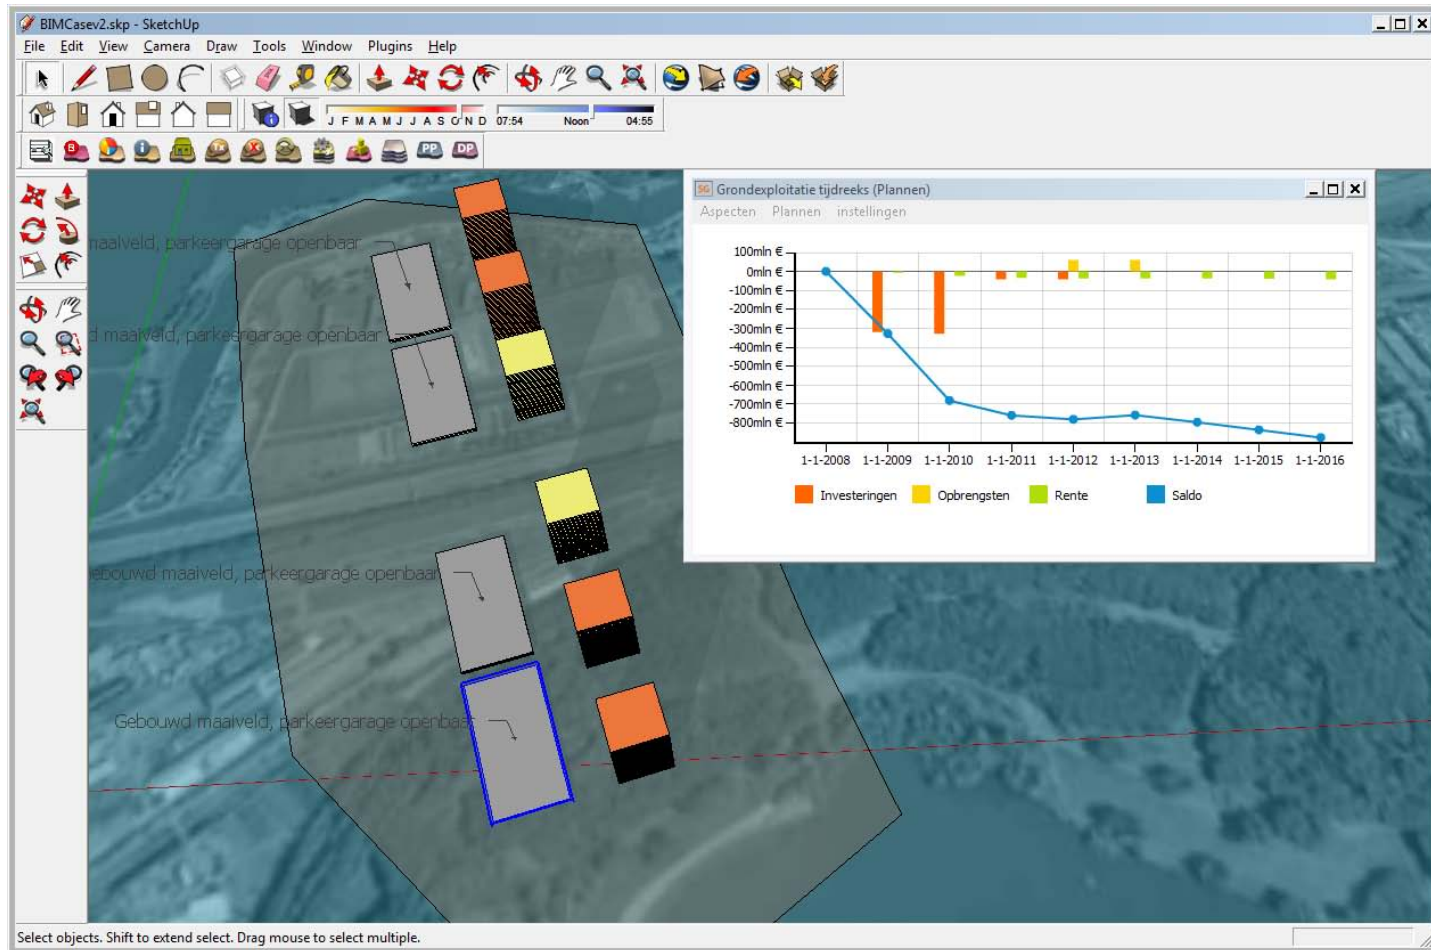 BIMCasev2.skp - SketchUp
File Edit View Camera Draw Tools Window Plugins Help
J F M A M J J A S O N D 07:54 Noon 04:55
PP DP
maaiveld, parkeergarage openbaar
d maaiveld, parkeergarage openbaar
ebouwd maaiveld, parkeergarage openbaar
Gebouwd maaiveld, parkeergarage openbaar
SG Grondexploitatie tijdreeks (Plannen)
Aspecten Plannen instellingen
100mln €
0mln €
-100mln €
-200mln €
-300mln €
-400mln €
-500mln €
-600mln €
-700mln €
-800mln €
1-1-2008 1-1-2009 1-1-2010 1-1-2011 1-1-2012 1-1-2013 1-1-2014 1-1-2015 1-1-2016
Investeringen Opbrengsten Rente Saldo
Select objects. Shift to extend select. Drag mouse to select multiple.